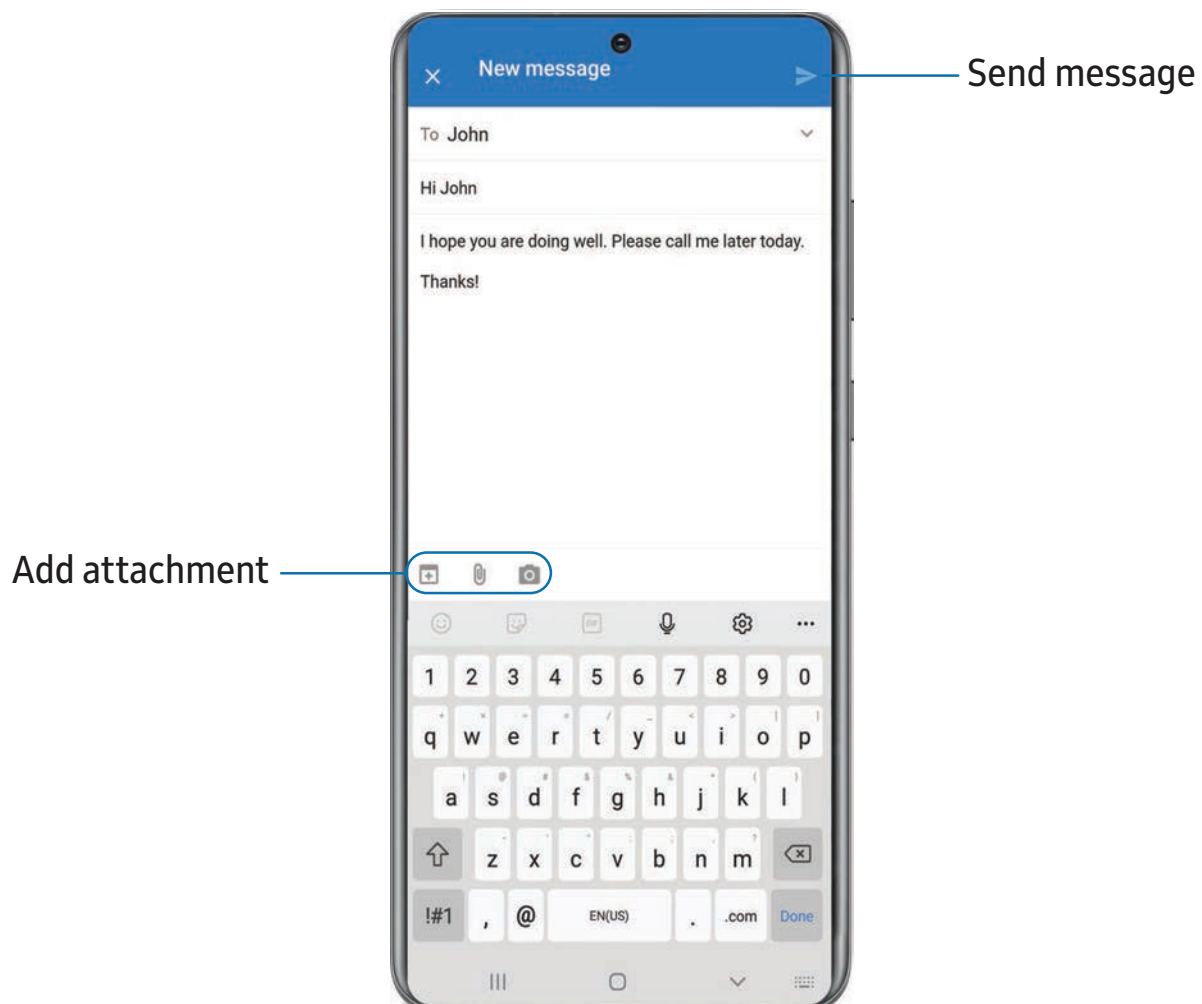 New message
Send message
To John
Hi John
I hope you are doing well. Please call me later today.
Thanks!
Add attachment
GIF
1 2 3 4 5 6 7 8 9 0
q w e r t y u i o p
a s d f g h j k l
z x c v b n m
!#1 , @ EN(US) . .com Done